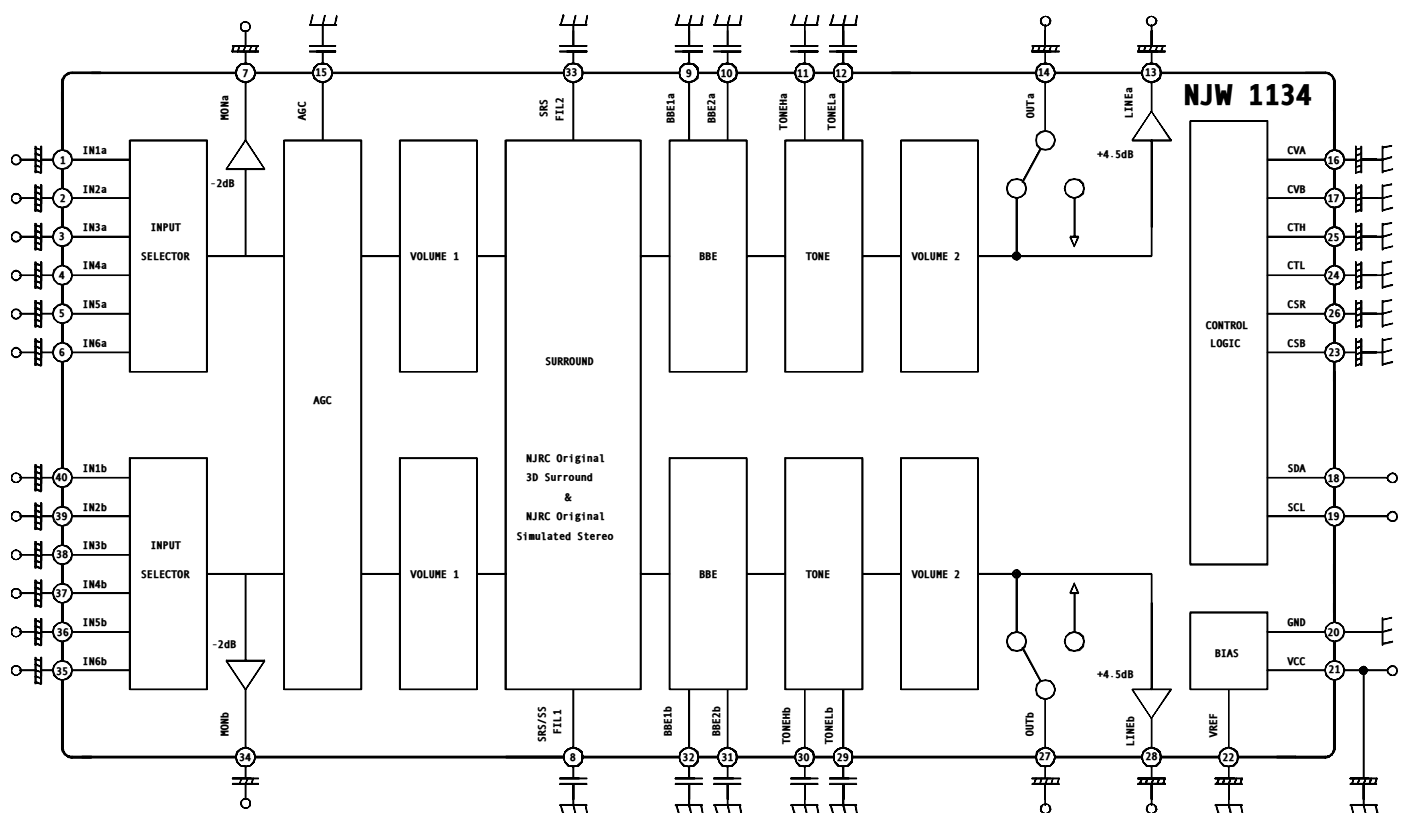 7
15
33
9
10
11
12
14
13
MONa
AGC
SRS
FIL2
BBE1a
BBE2a
TONEHa
TONELa
OUTa
LINEa
NJW 1134
-2dB
+4.5dB
1
IN1a
2
IN2a
3
IN3a
4
IN4a
5
IN5a
6
IN6a
INPUT
SELECTOR
VOLUME 1
BBE
TONE
VOLUME 2
CVA
16
CVB
17
CTH
25
CTL
24
CSR
26
CSB
23
CONTROL
LOGIC
SURROUND
AGC
NJRC Original
3D Surround
&
NJRC Original
Simulated Stereo
40
IN1b
39
IN2b
38
IN3b
37
IN4b
36
IN5b
35
IN6b
INPUT
SELECTOR
VOLUME 1
BBE
TONE
VOLUME 2
SDA
18
SCL
19
GND
20
VCC
21
BIAS
-2dB
+4.5dB
MONb
SRS/SS
FIL1
BBE1b
BBE2b
TONEHb
TONELb
OUTb
LINEb
VREF
34
8
32
31
30
29
27
28
22